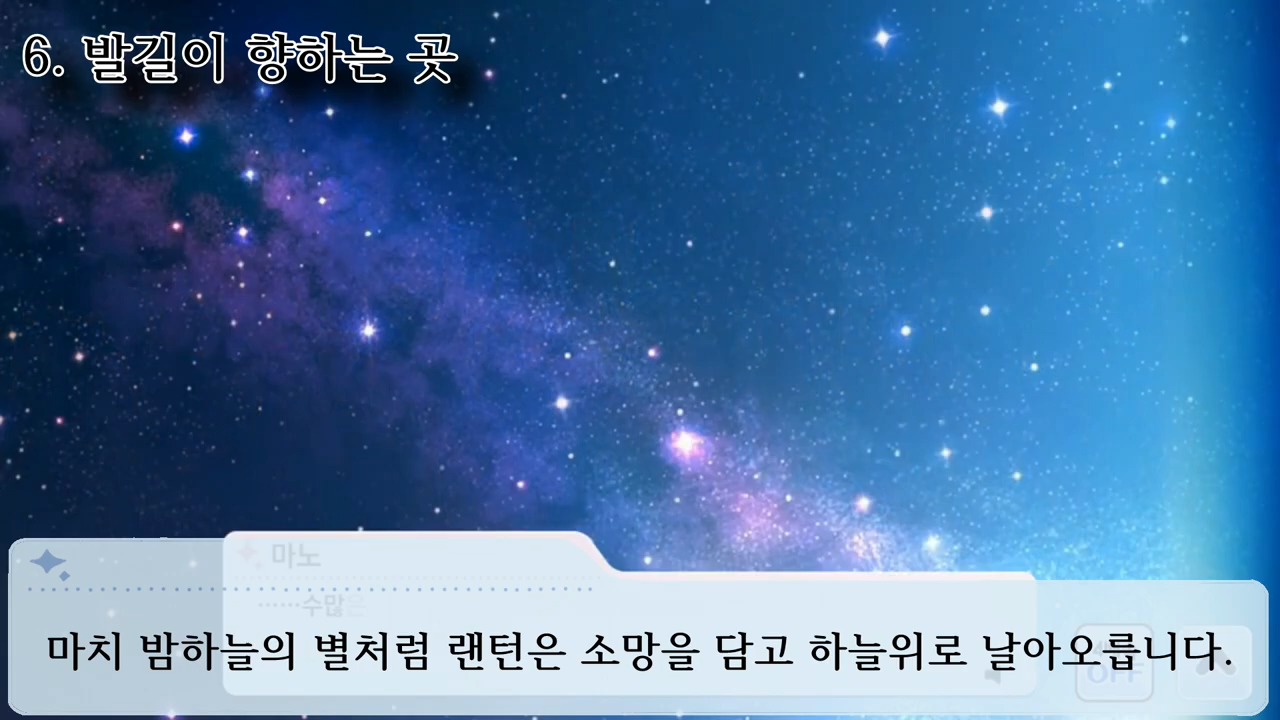 6. 발길이 향하는 곳
마노
……수많은
마치 밤하늘의 별처럼 랜턴은 소망을 담고 하늘위로 날아오릅니다.
OFF